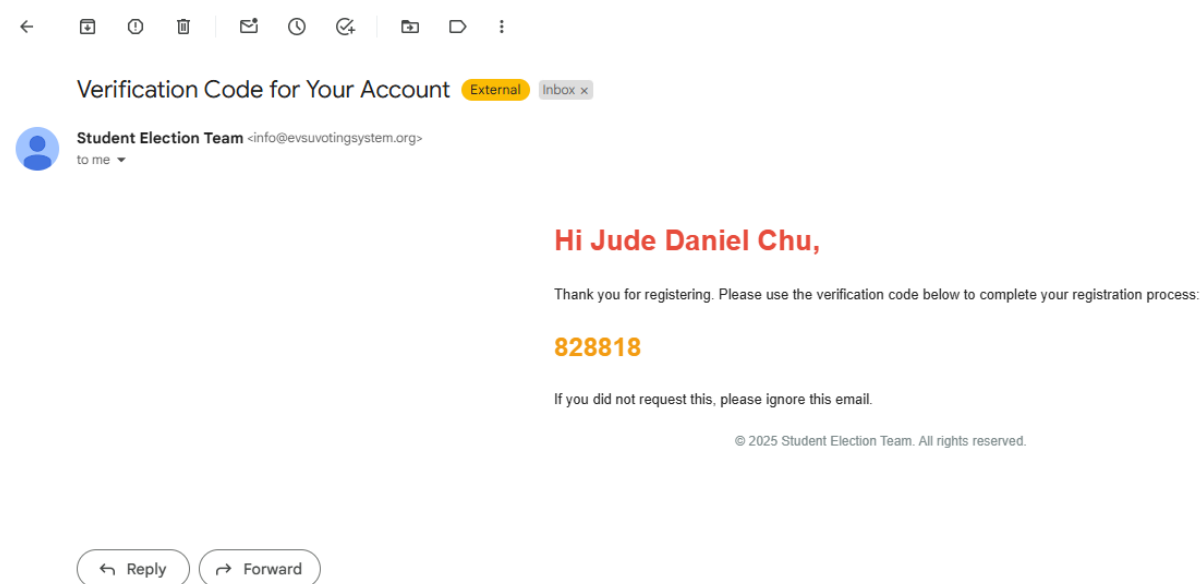 Verification Code for Your Account External Inbox ×
Student Election Team <info@evsuvotingsystem.org>
to me
Hi Jude Daniel Chu,
Thank you for registering. Please use the verification code below to complete your registration process:
828818
If you did not request this, please ignore this email.
© 2025 Student Election Team. All rights reserved.
Reply Forward